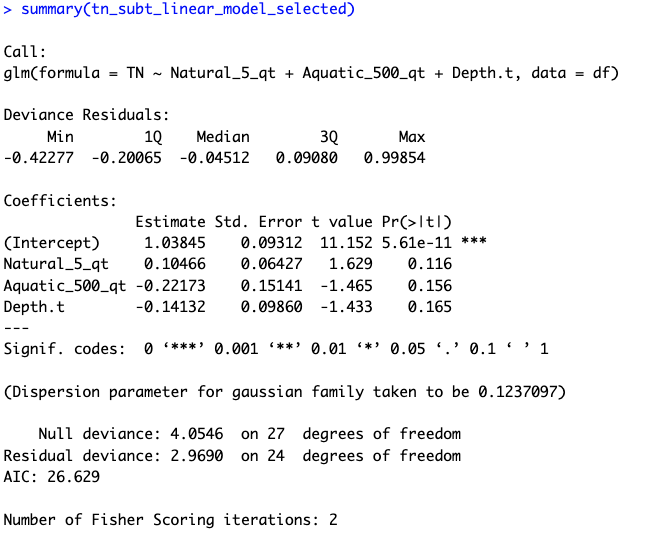 > summary(tn_subt_linear_model_selected)
Call:
glm(formula = TN ~ Natural_5_qt + Aquatic_500_qt + Depth.t, data = df)
Deviance Residuals:
Min 1Q Median 3Q Max
-0.42277 -0.20065 -0.04512 0.09080 0.99854
Coefficients:
Estimate Std. Error t value Pr(>|t|)
(Intercept) 1.03845 0.09312 11.152 5.61e-11 ***
Natural_5_qt 0.10466 0.06427 1.629 0.116
Aquatic_500_qt -0.22173 0.15141 -1.465 0.156
Depth.t -0.14132 0.09860 -1.433 0.165
---
Signif. codes: 0 ‘***’ 0.001 ‘**’ 0.01 ‘*’ 0.05 ‘.’ 0.1 ‘ ’ 1
(Dispersion parameter for gaussian family taken to be 0.1237097)
Null deviance: 4.0546 on 27 degrees of freedom
Residual deviance: 2.9690 on 24 degrees of freedom
AIC: 26.629
Number of Fisher Scoring iterations: 2